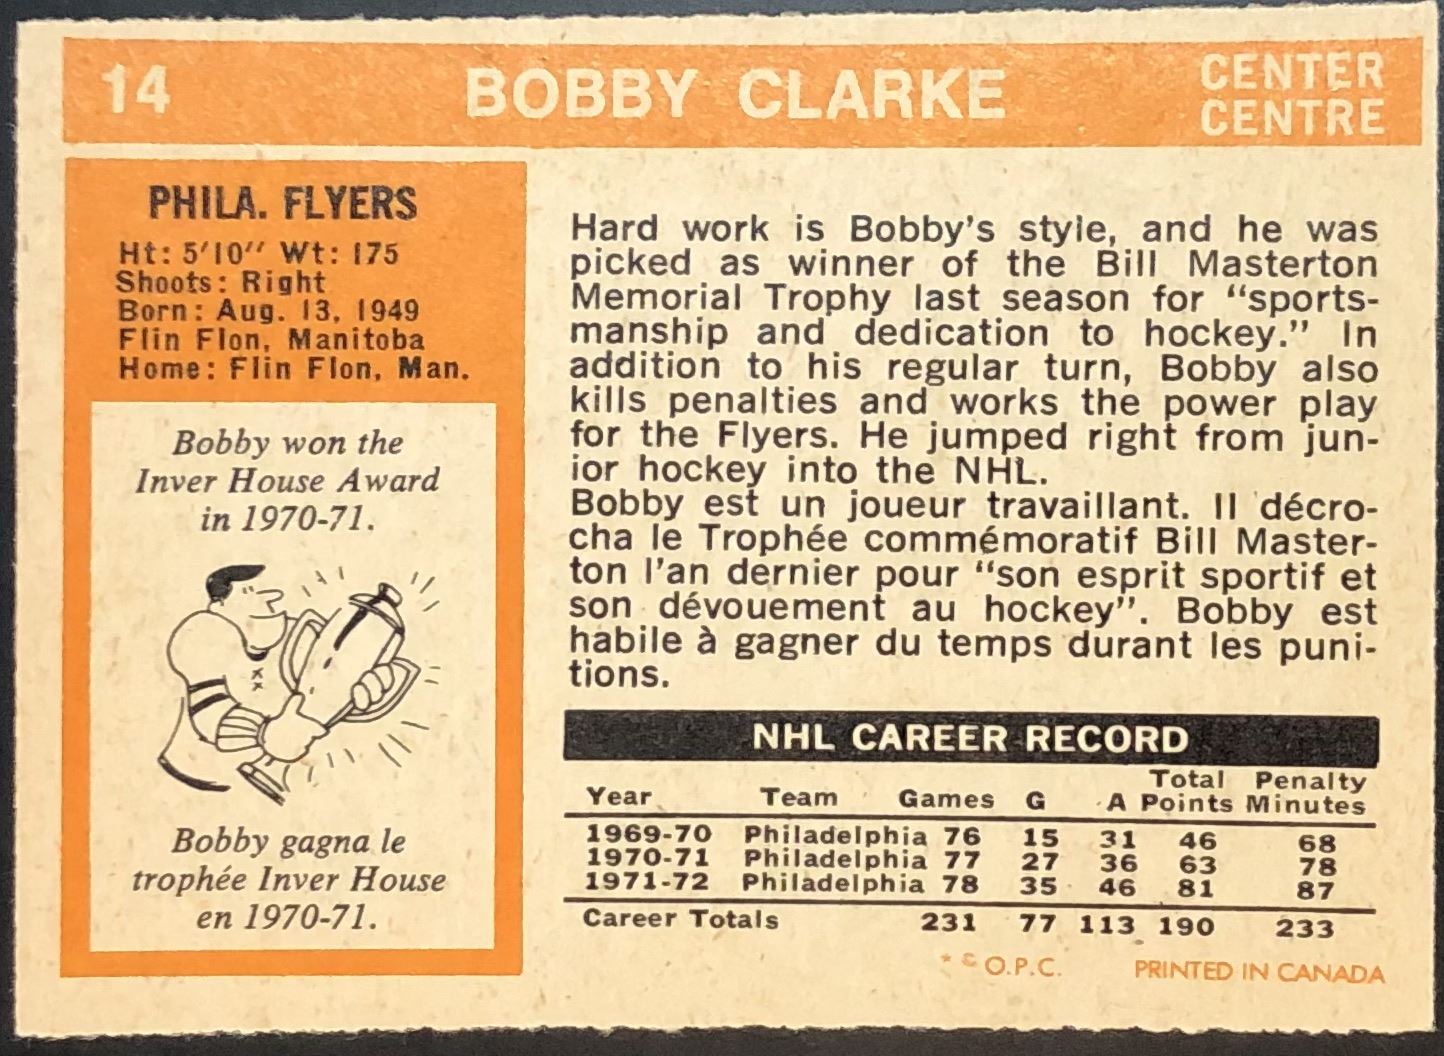 14 BOBBY CLARKE CENTER
CENTRE
PHILA. FLYERS
Ht: 5'10" Wt: 175
Shoots: Right
Born: Aug. 13, 1949
Flin Flon, Manitoba
Home: Flin Flon, Man.
Bobby won the
Inver House Award
in 1970-71.
Bobby gagna le
trophée Inver House
en 1970-71.
Hard work is Bobby's style, and he was
picked as winner of the Bill Masterton
Memorial Trophy last season for "sports-
manship and dedication to hockey." In
addition to his regular turn, Bobby also
kills penalties and works the power play
for the Flyers. He jumped right from jun-
ior hockey into the NHL.
Bobby est un joueur travaillant. Il décro-
cha le Trophée commémoratif Bill Master-
ton l'an dernier pour "son esprit sportif et
son dévouement au hockey". Bobby est
habile à gagner du temps durant les puni-
tions.
NHL CAREER RECORD
Year Team Games G A Total Points Penalty Minutes
1969-70 Philadelphia 76 15 31 46 68
1970-71 Philadelphia 77 27 36 63 78
1971-72 Philadelphia 78 35 46 81 87
Career Totals 231 77 113 190 233
* © O.P.C. PRINTED IN CANADA